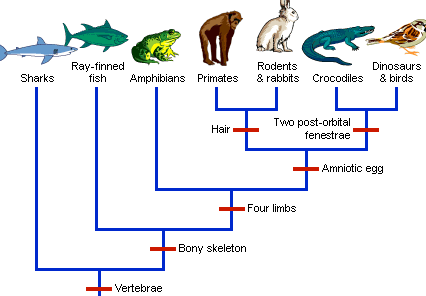 Sharks
Ray-finned
fish
Amphibians
Primates
Rodents
& rabbits
Crocodiles
Dinosaurs
& birds
Hair
Two post-orbital
fenestrae
Amniotic egg
Four limbs
Bony skeleton
Vertebrae